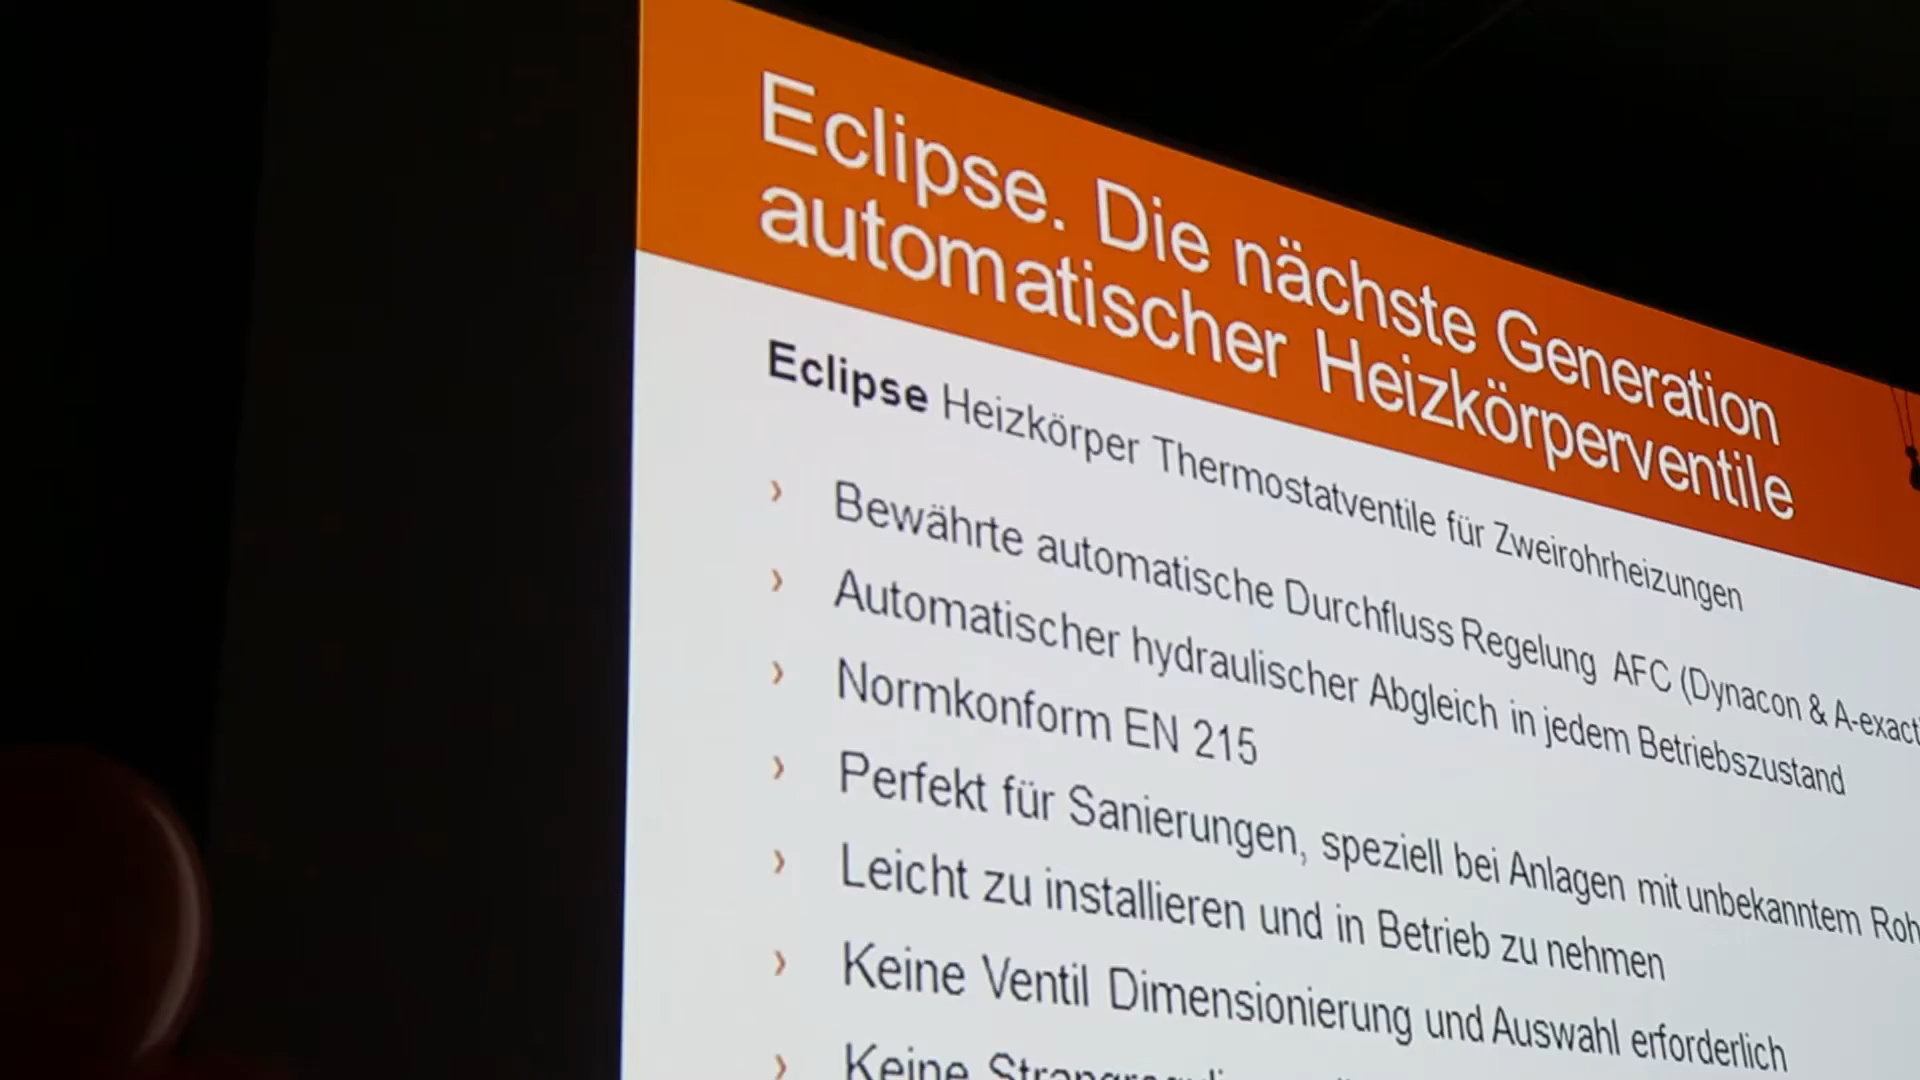 Eclipse. Die nächste Generation
automatischer Heizkörperventile
Eclipse Heizkörper Thermostatventile für Zweirohrheizungen
› Bewährte automatische Durchfluss Regelung AFC (Dynacon & A-exact
› Automatischer hydraulischer Abgleich in jedem Betriebszustand
› Normkonform EN 215
› Perfekt für Sanierungen, speziell bei Anlagen mit unbekanntem Roh
› Leicht zu installieren und in Betrieb zu nehmen
› Keine Ventil Dimensionierung und Auswahl erforderlich
› Keine